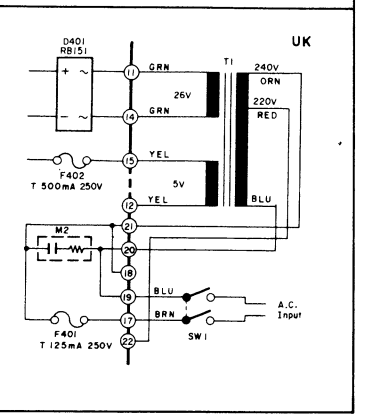 UK
D401
RB151
+ ~
- ~
11 GRN
14 GRN
26V
T1
240V
ORN
220V
RED
15 YEL
F402
T 500mA 250V
5V
12 YEL
BLU
21
M2
20
18
19 BLU
A.C.
Input
17 BRN
SW1
F401
T 125mA 250V
22